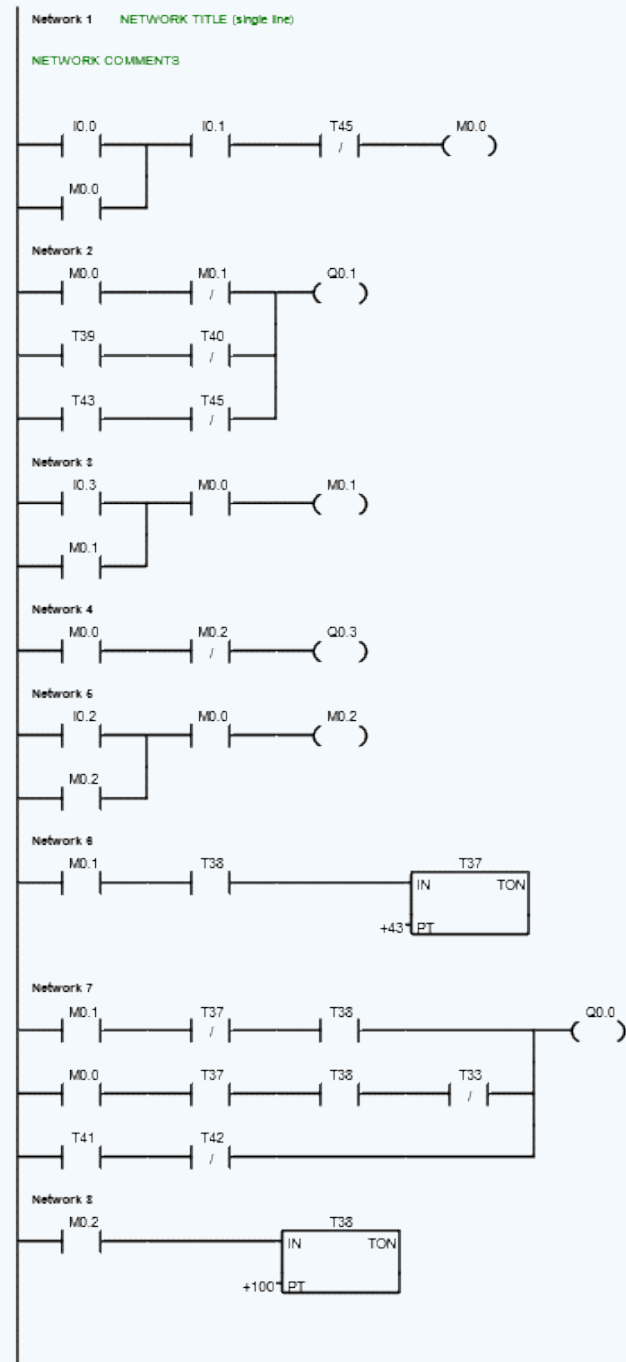 Network 1 NETWORK TITLE (single line)
NETWORK COMMENTS
I0.0 I0.1 T45 M0.0
/
M0.0
Network 2
M0.0 M0.1 Q0.1
/
T39 T40
/
T43 T45
/
Network 3
I0.3 M0.0 M0.1
M0.1
Network 4
M0.0 M0.2 Q0.3
/
Network 5
I0.2 M0.0 M0.2
M0.2
Network 6
M0.1 T38 T37
IN TON
+43 PT
Network 7
M0.1 T37 T38 Q0.0
/
M0.0 T37 T38 T33
/
T41 T42
/
Network 8
M0.2 T38
IN TON
+100 PT